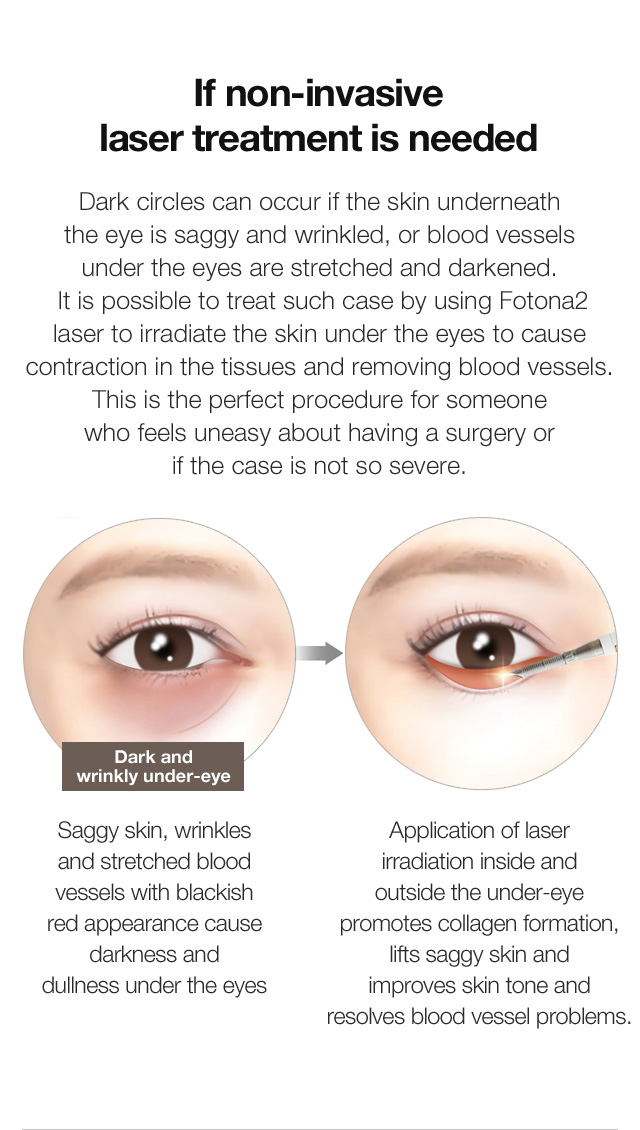 If non-invasive
laser treatment is needed
Dark circles can occur if the skin underneath
the eye is saggy and wrinkled, or blood vessels
under the eyes are stretched and darkened.
It is possible to treat such case by using Fotona2
laser to irradiate the skin under the eyes to cause
contraction in the tissues and removing blood vessels.
This is the perfect procedure for someone
who feels uneasy about having a surgery or
if the case is not so severe.
Dark and
wrinkly under-eye
Saggy skin, wrinkles
and stretched blood
vessels with blackish
red appearance cause
darkness and
dullness under the eyes
Application of laser
irradiation inside and
outside the under-eye
promotes collagen formation,
lifts saggy skin and
improves skin tone and
resolves blood vessel problems.